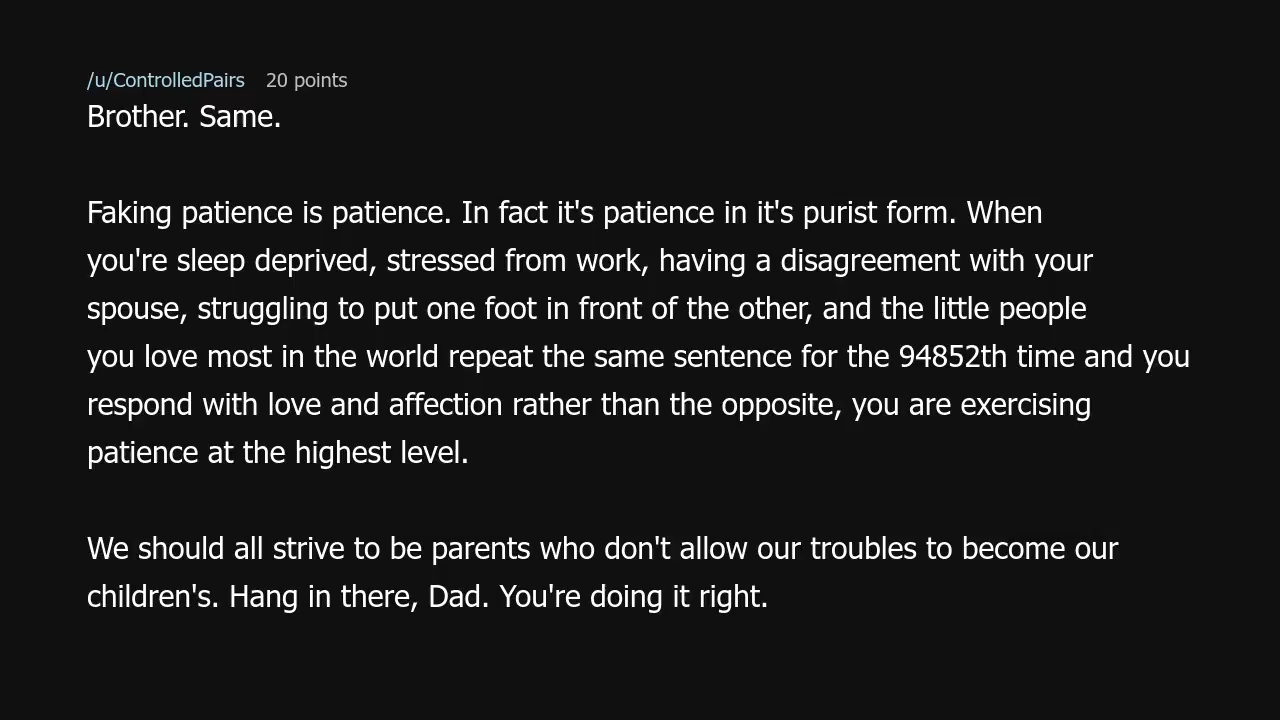 /u/ControlledPairs 20 points
Brother. Same.
Faking patience is patience. In fact it's patience in it's purist form. When
you're sleep deprived, stressed from work, having a disagreement with your
spouse, struggling to put one foot in front of the other, and the little people
you love most in the world repeat the same sentence for the 94852th time and you
respond with love and affection rather than the opposite, you are exercising
patience at the highest level.
We should all strive to be parents who don't allow our troubles to become our
children's. Hang in there, Dad. You're doing it right.